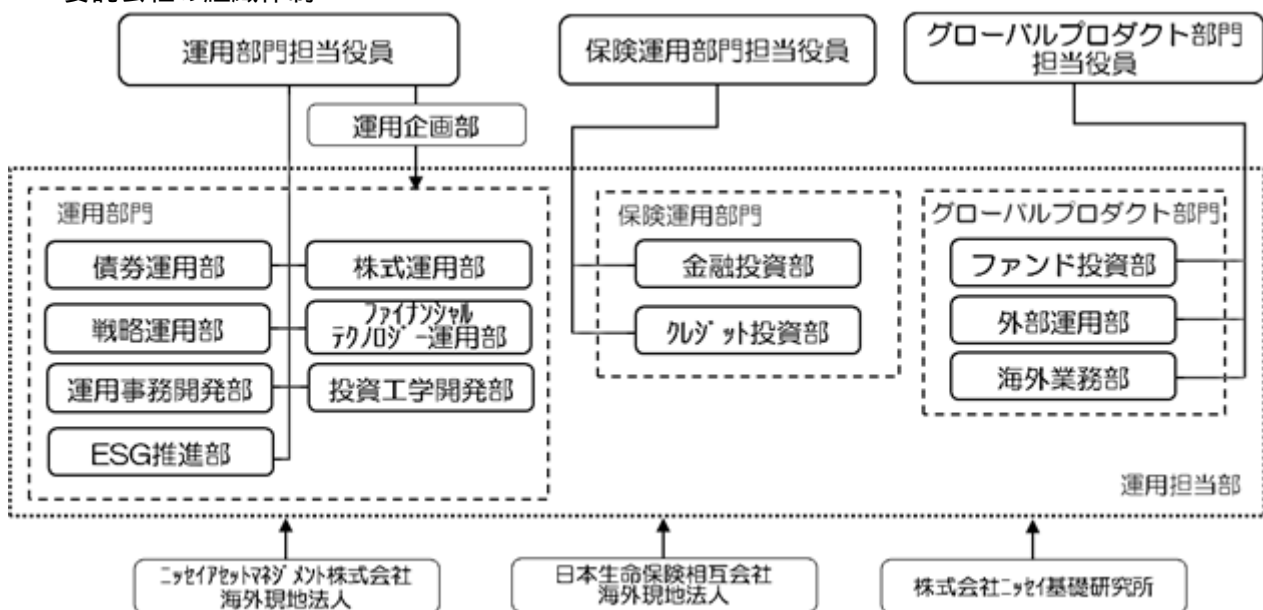 運用部門担当役員
保険運用部門担当役員
グローバルプロダクト部門
担当役員
運用企画部
運用部門
債券運用部
株式運用部
戦略運用部
ﾌｧｲﾅﾝｼｬﾙ
ﾃｸﾉﾛｼﾞｰ運用部
運用事務開発部
投資工学開発部
ESG推進部
保険運用部門
金融投資部
ｸﾚｼﾞｯﾄ投資部
グローバルプロダクト部門
ファンド投資部
外部運用部
海外業務部
運用担当部
ﾆｯｾｲｱｾｯﾄﾏﾈｼﾞﾒﾝﾄ株式会社
海外現地法人
日本生命保険相互会社
海外現地法人
株式会社ﾆｯｾｲ基礎研究所